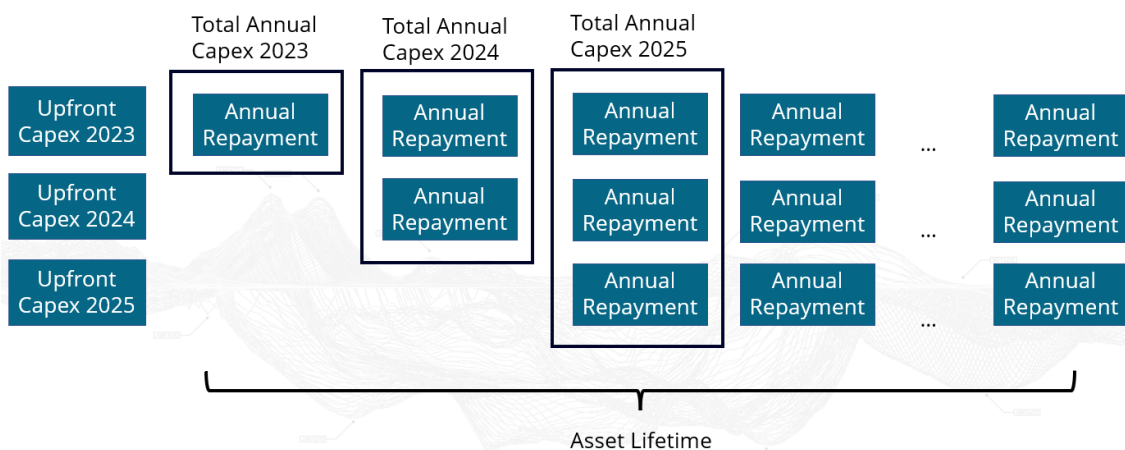 Total Annual
Capex 2023
Total Annual
Capex 2024
Total Annual
Capex 2025
Upfront
Capex 2023
Annual
Repayment
Annual
Repayment
Annual
Repayment
Annual
Repayment
...
Annual
Repayment
Upfront
Capex 2024
Annual
Repayment
Annual
Repayment
Annual
Repayment
...
Annual
Repayment
Upfront
Capex 2025
Annual
Repayment
Annual
Repayment
...
Annual
Repayment
Asset Lifetime